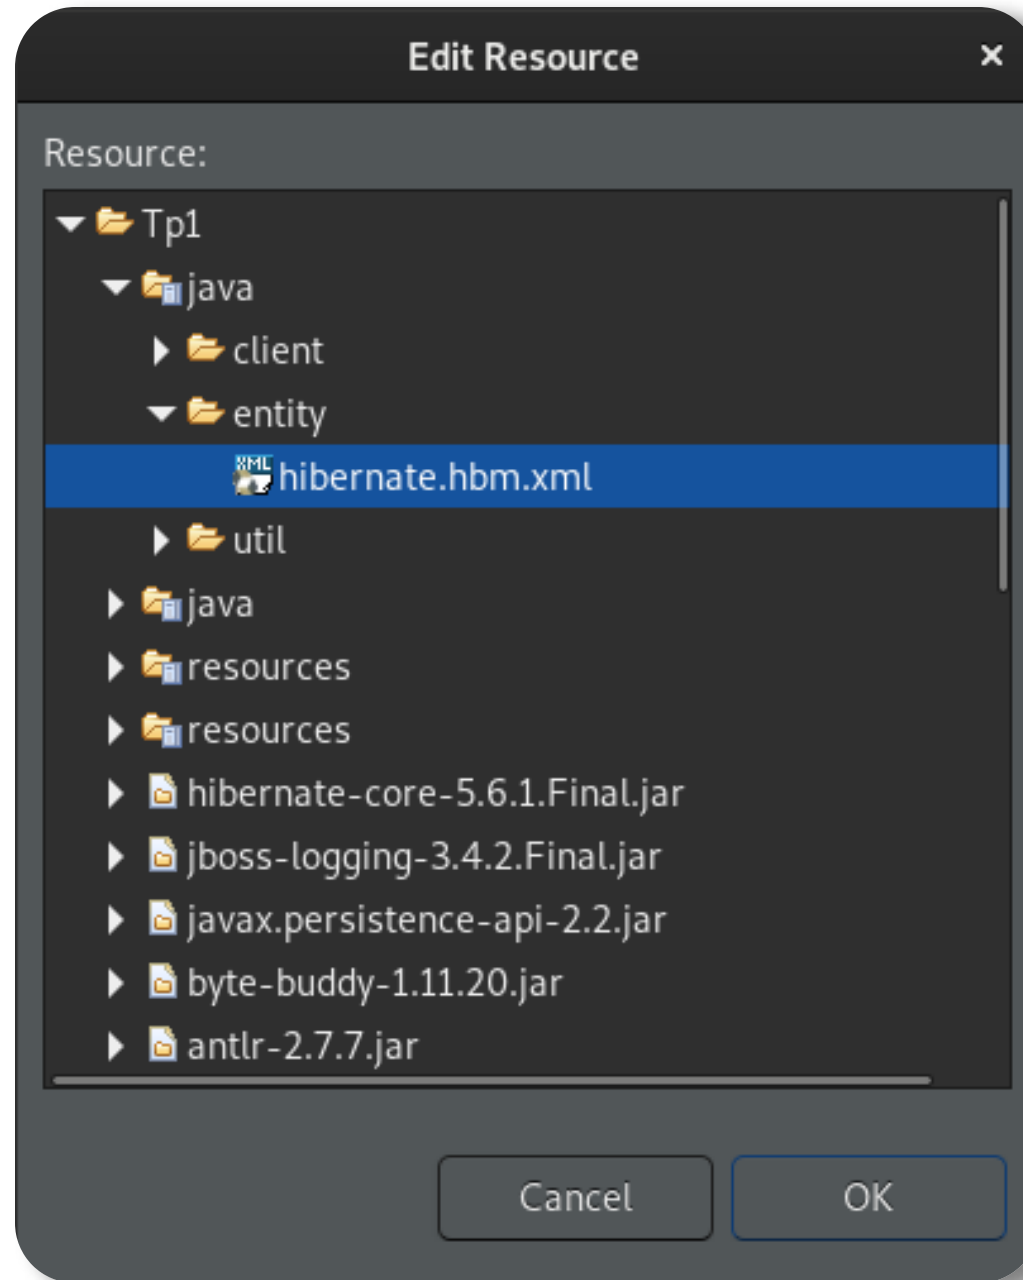 Edit Resource
Resource:
Tp1
java
client
entity
hibernate.hbm.xml
util
java
resources
resources
hibernate-core-5.6.1.Final.jar
jboss-logging-3.4.2.Final.jar
javax.persistence-api-2.2.jar
byte-buddy-1.11.20.jar
antlr-2.7.7.jar
Cancel OK